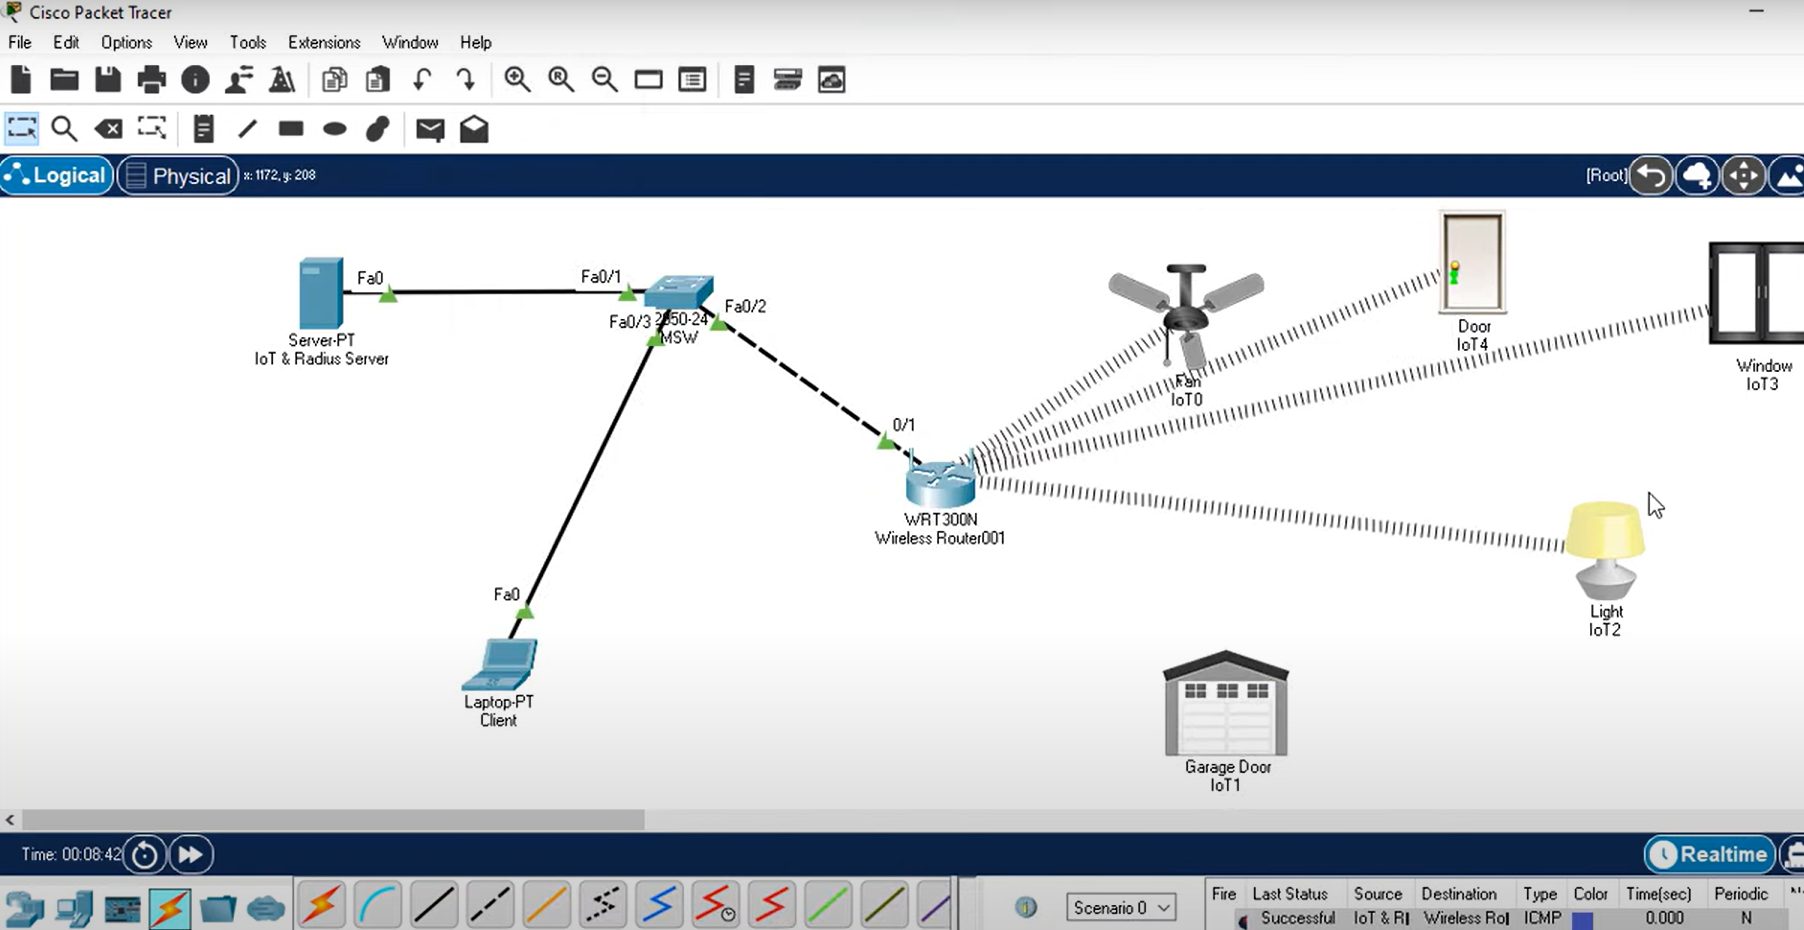 Cisco Packet Tracer
File Edit Options View Tools Extensions Window Help
Logical Physical x: 1172, y: 208 [Root]
Fa0 Fa0/1
Fa0/2
Fa0/3
MSW
Server-PT
IoT & Radius Server
Door
IoT4
Window
IoT3
Fan
IoT0
0/1
WRT300N
Wireless Router001
Fa0
Light
IoT2
Laptop-PT
Client
Garage Door
IoT1
Time: 00:08:42 Realtime
Scenario 0
Fire Last Status Source Destination Type Color Time(sec) Periodic
Successful IoT & R Wireless Ro ICMP 0.000 N